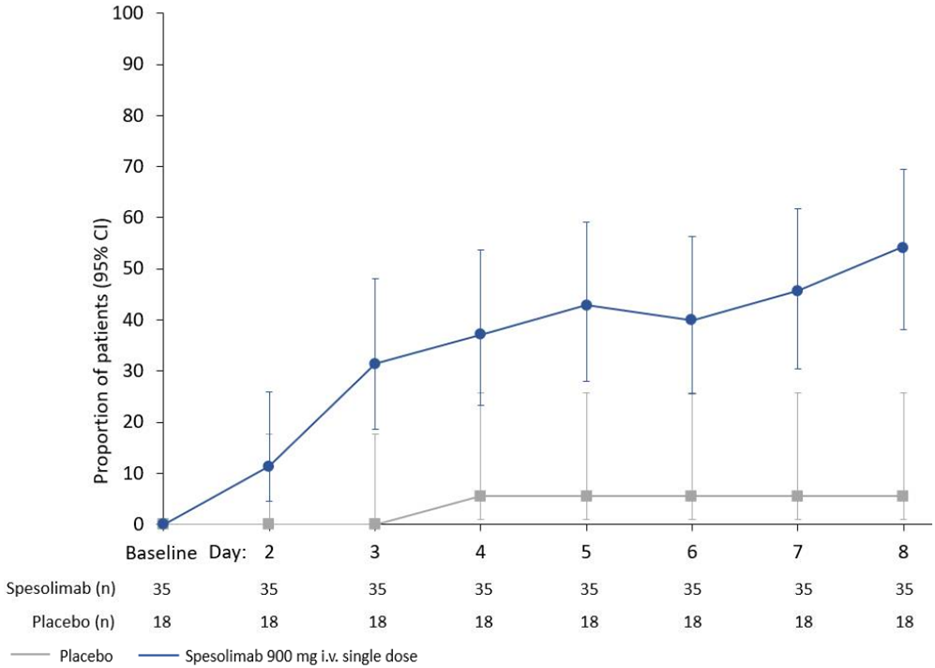 100
90
80
70
60
50
40
30
20
10
0
Proportion of patients (95% CI)
Baseline Day: 2 3 4 5 6 7 8
Spesolimab (n) 35 35 35 35 35 35 35 35
Placebo (n) 18 18 18 18 18 18 18 18
Placebo Spesolimab 900 mg i.v. single dose